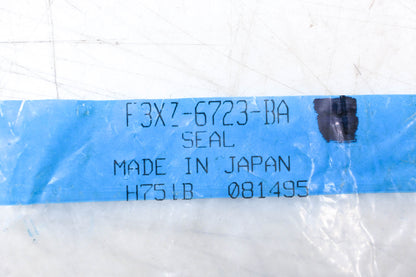 F3XZ-6723-BA
SEAL
MADE IN JAPAN
H751B 081495